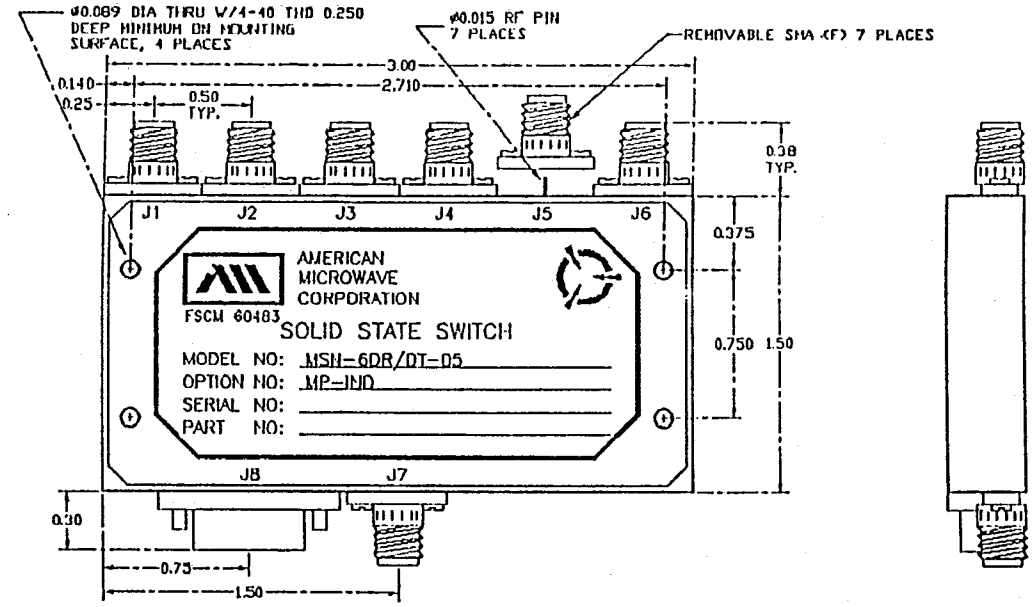 ø0.089 DIA THRU W/4-40 THD 0.250
DEEP MINIMUM ON MOUNTING
SURFACE, 4 PLACES
ø0.015 RF PIN
7 PLACES
REMOVABLE SMA (F) 7 PLACES
3.00
0.140
2.710
0.25
0.50
TYP.
0.38
TYP.
J1 J2 J3 J4 J5 J6
0.375
AMERICAN
MICROWAVE
CORPORATION
FSCM 60483
SOLID STATE SWITCH
MODEL NO: MSN-6DR/DT-05
OPTION NO: MP-IND
SERIAL NO:
PART NO:
0.750 1.50
J8 J7
0.30
0.75
1.50